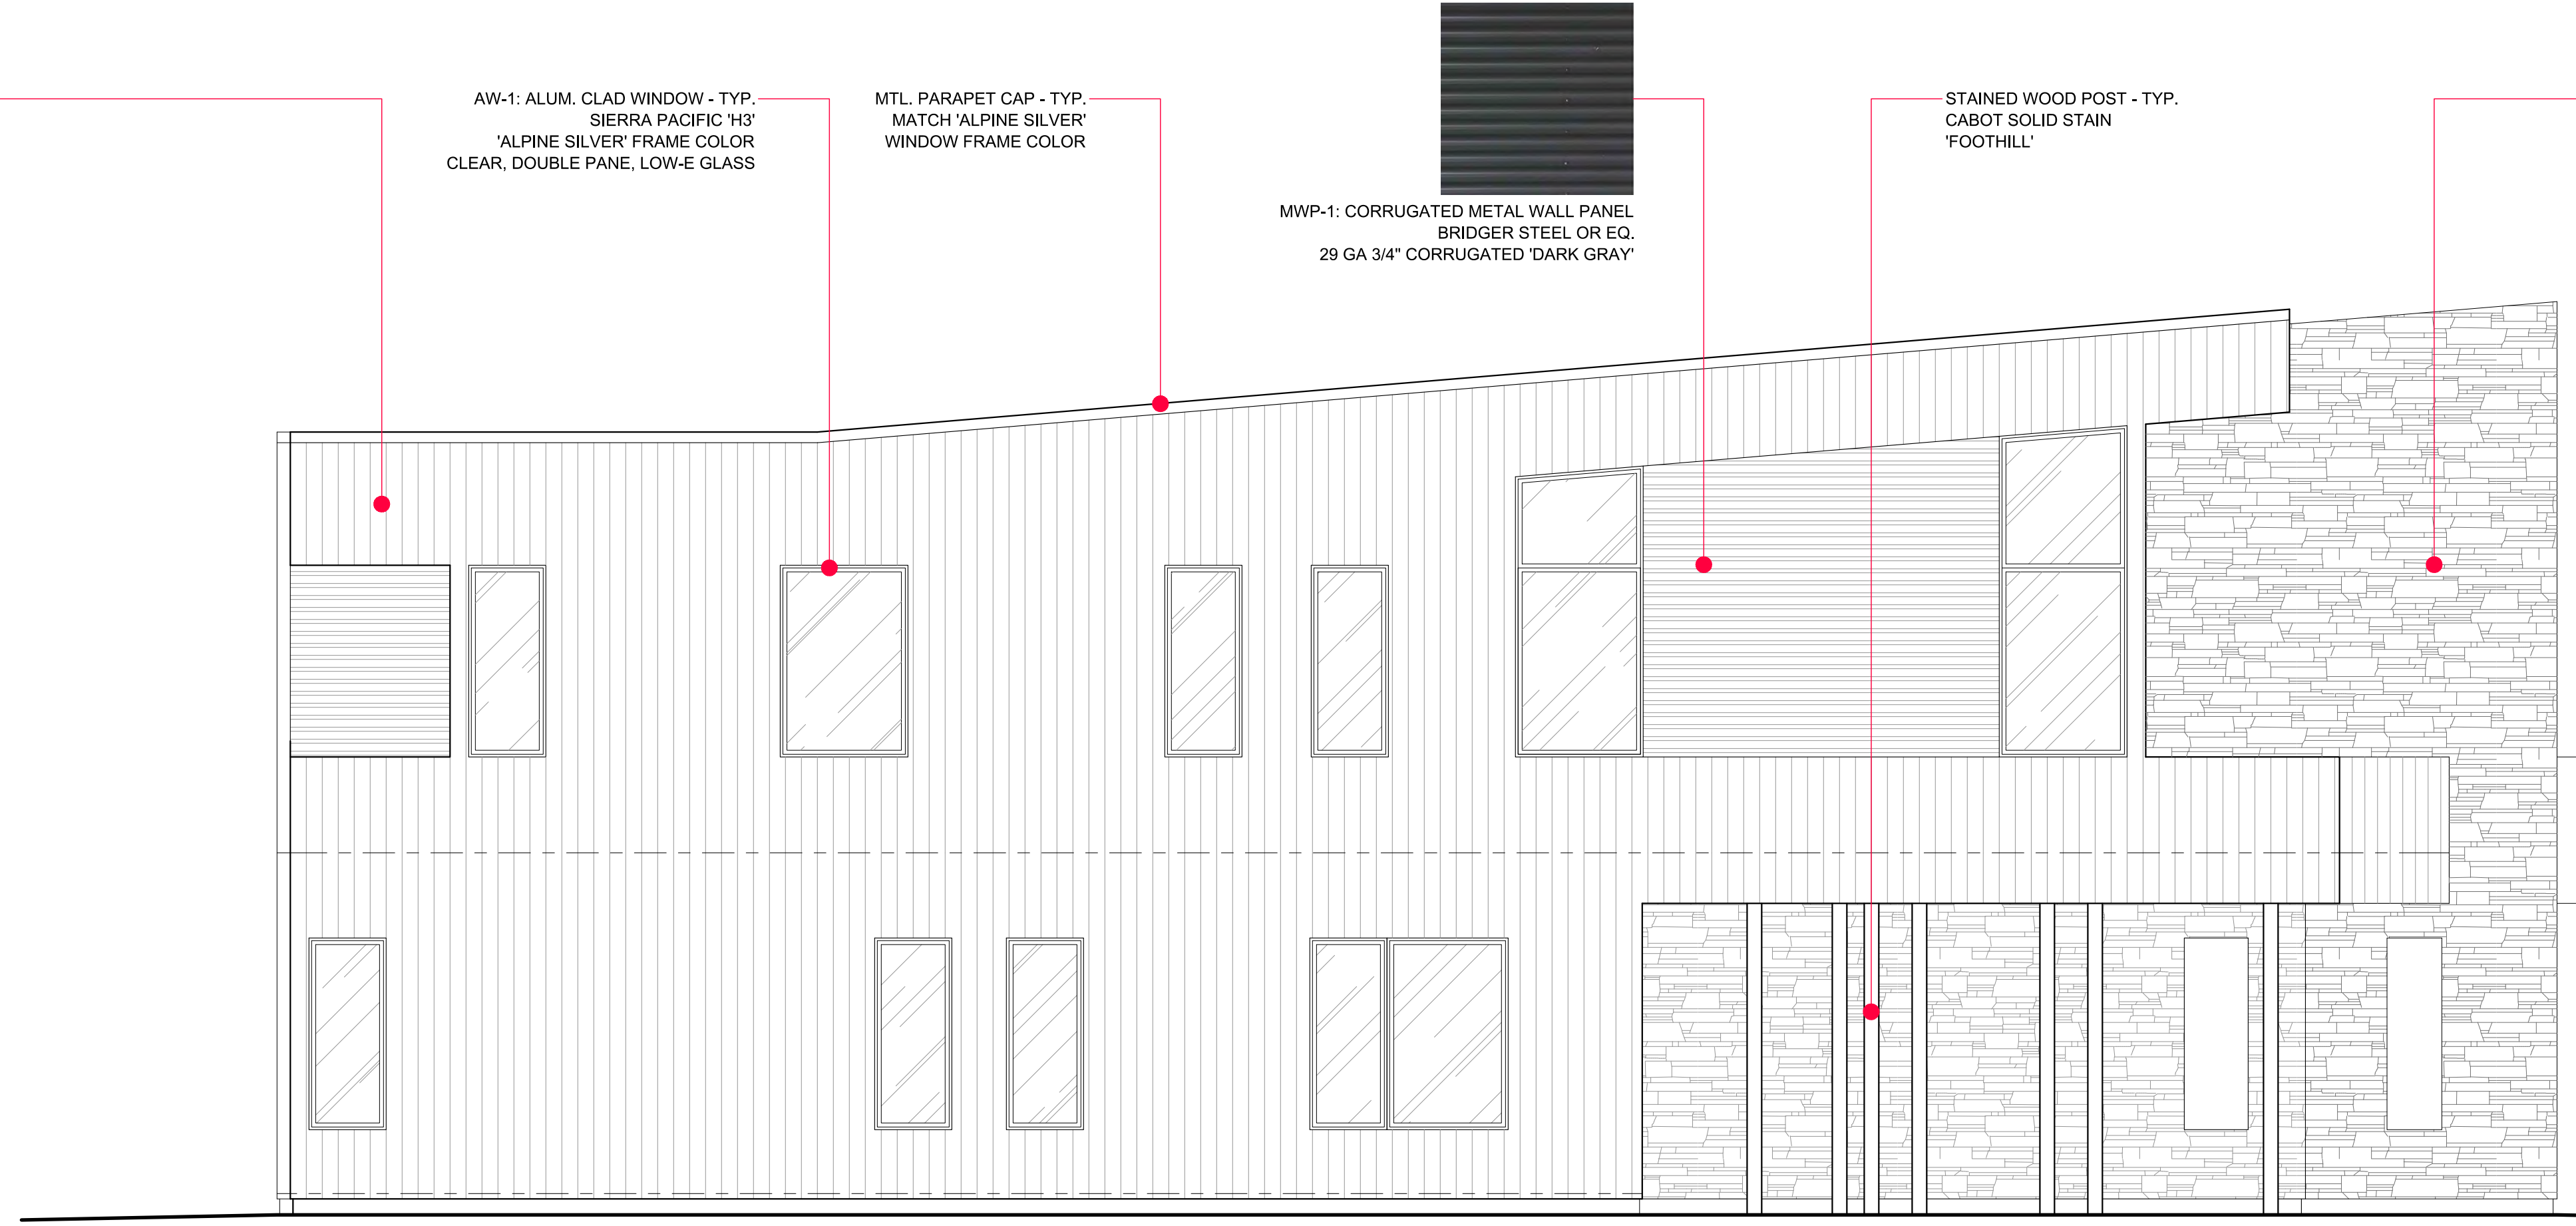 AW-1: ALUM. CLAD WINDOW - TYP.
SIERRA PACIFIC 'H3'
'ALPINE SILVER' FRAME COLOR
CLEAR, DOUBLE PANE, LOW-E GLASS
MTL. PARAPET CAP - TYP.
MATCH 'ALPINE SILVER'
WINDOW FRAME COLOR
MWP-1: CORRUGATED METAL WALL PANEL
BRIDGER STEEL OR EQ.
29 GA 3/4" CORRUGATED 'DARK GRAY'
STAINED WOOD POST - TYP.
CABOT SOLID STAIN
'FOOTHILL'